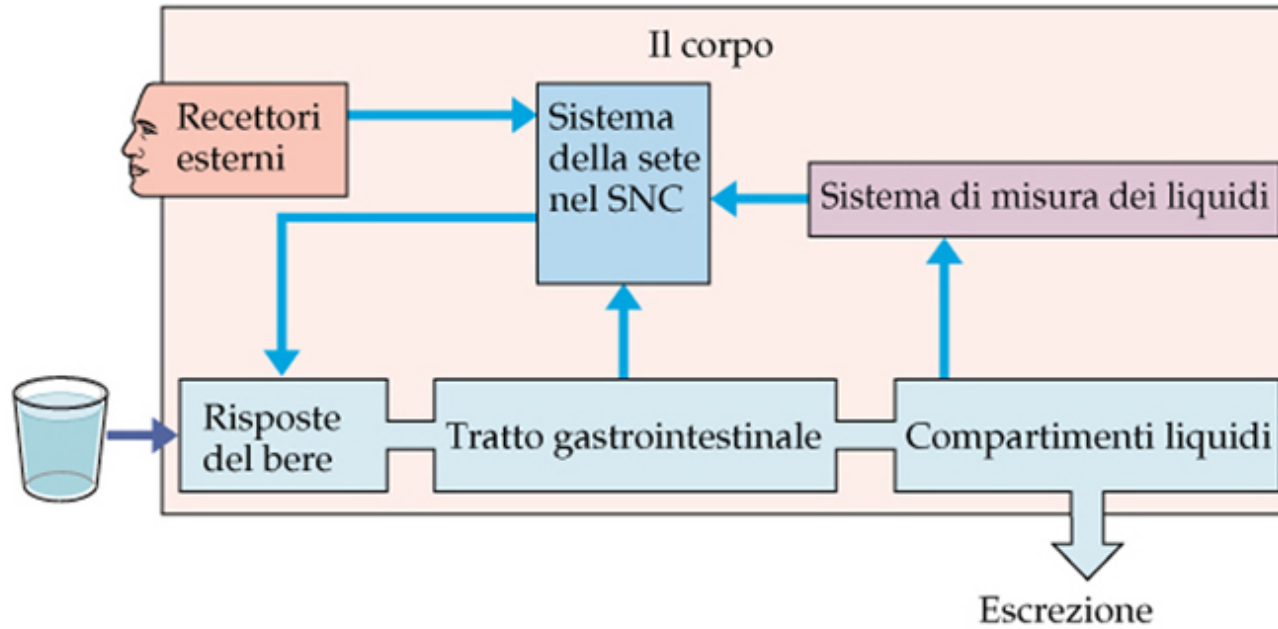 Il corpo
Recettori
esterni
Sistema
della sete
nel SNC
Sistema di misura dei liquidi
Risposte
del bere
Tratto gastrointestinale
Compartimenti liquidi
Escrezione